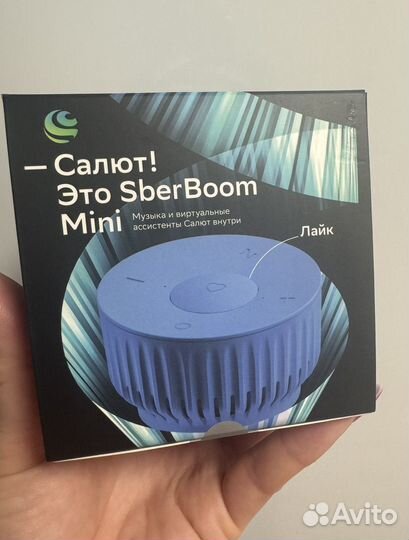 — Салют!
Это SberBoom
Mini
Музыка и виртуальные
ассистенты Салют внутри
Лайк
Avito